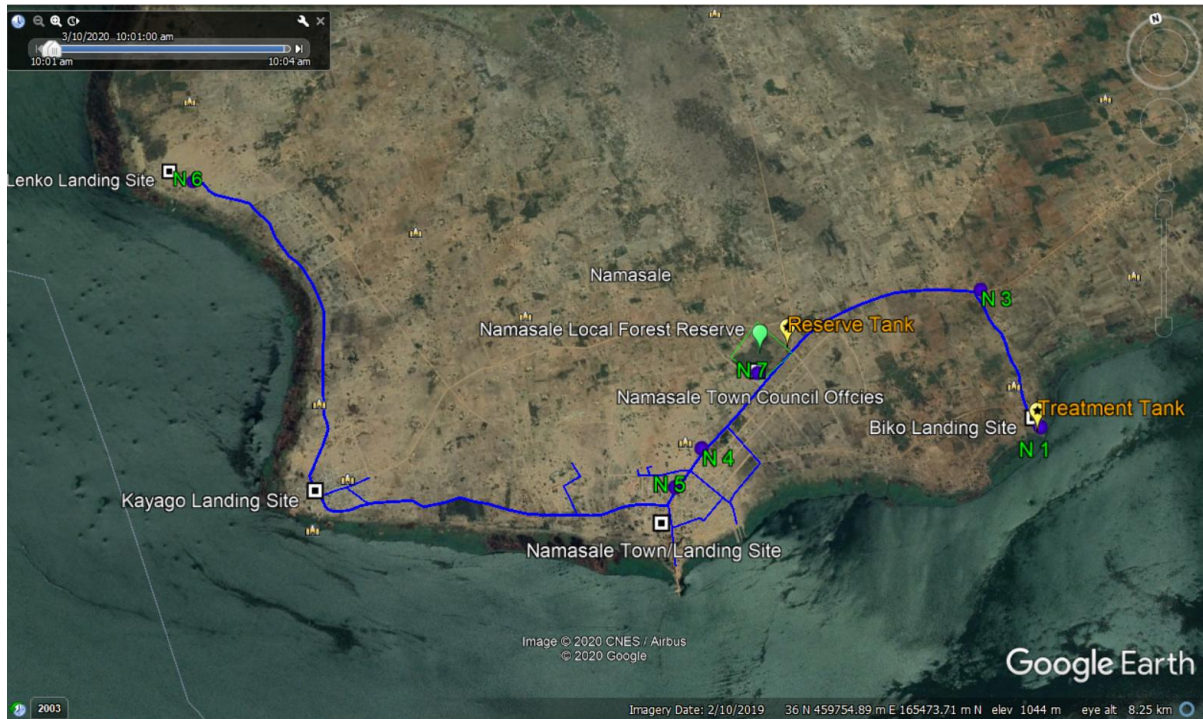 3/10/2020 10:01:00 am
10:01 am
10:04 am
N
Lenko Landing Site
N 6
Namasale
N 3
Namasale Local Forest Reserve
Reserve Tank
N 7
Namasale Town Council Offcies
Treatment Tank
Biko Landing Site
N 1
N 4
N 5
Kayago Landing Site
Namasale Town/Landing Site
Image © 2020 CNES / Airbus
© 2020 Google
Google Earth
2003
Imagery Date: 2/10/2019 36 N 459754.89 m E 165473.71 m N elev 1044 m eye alt 8.25 km